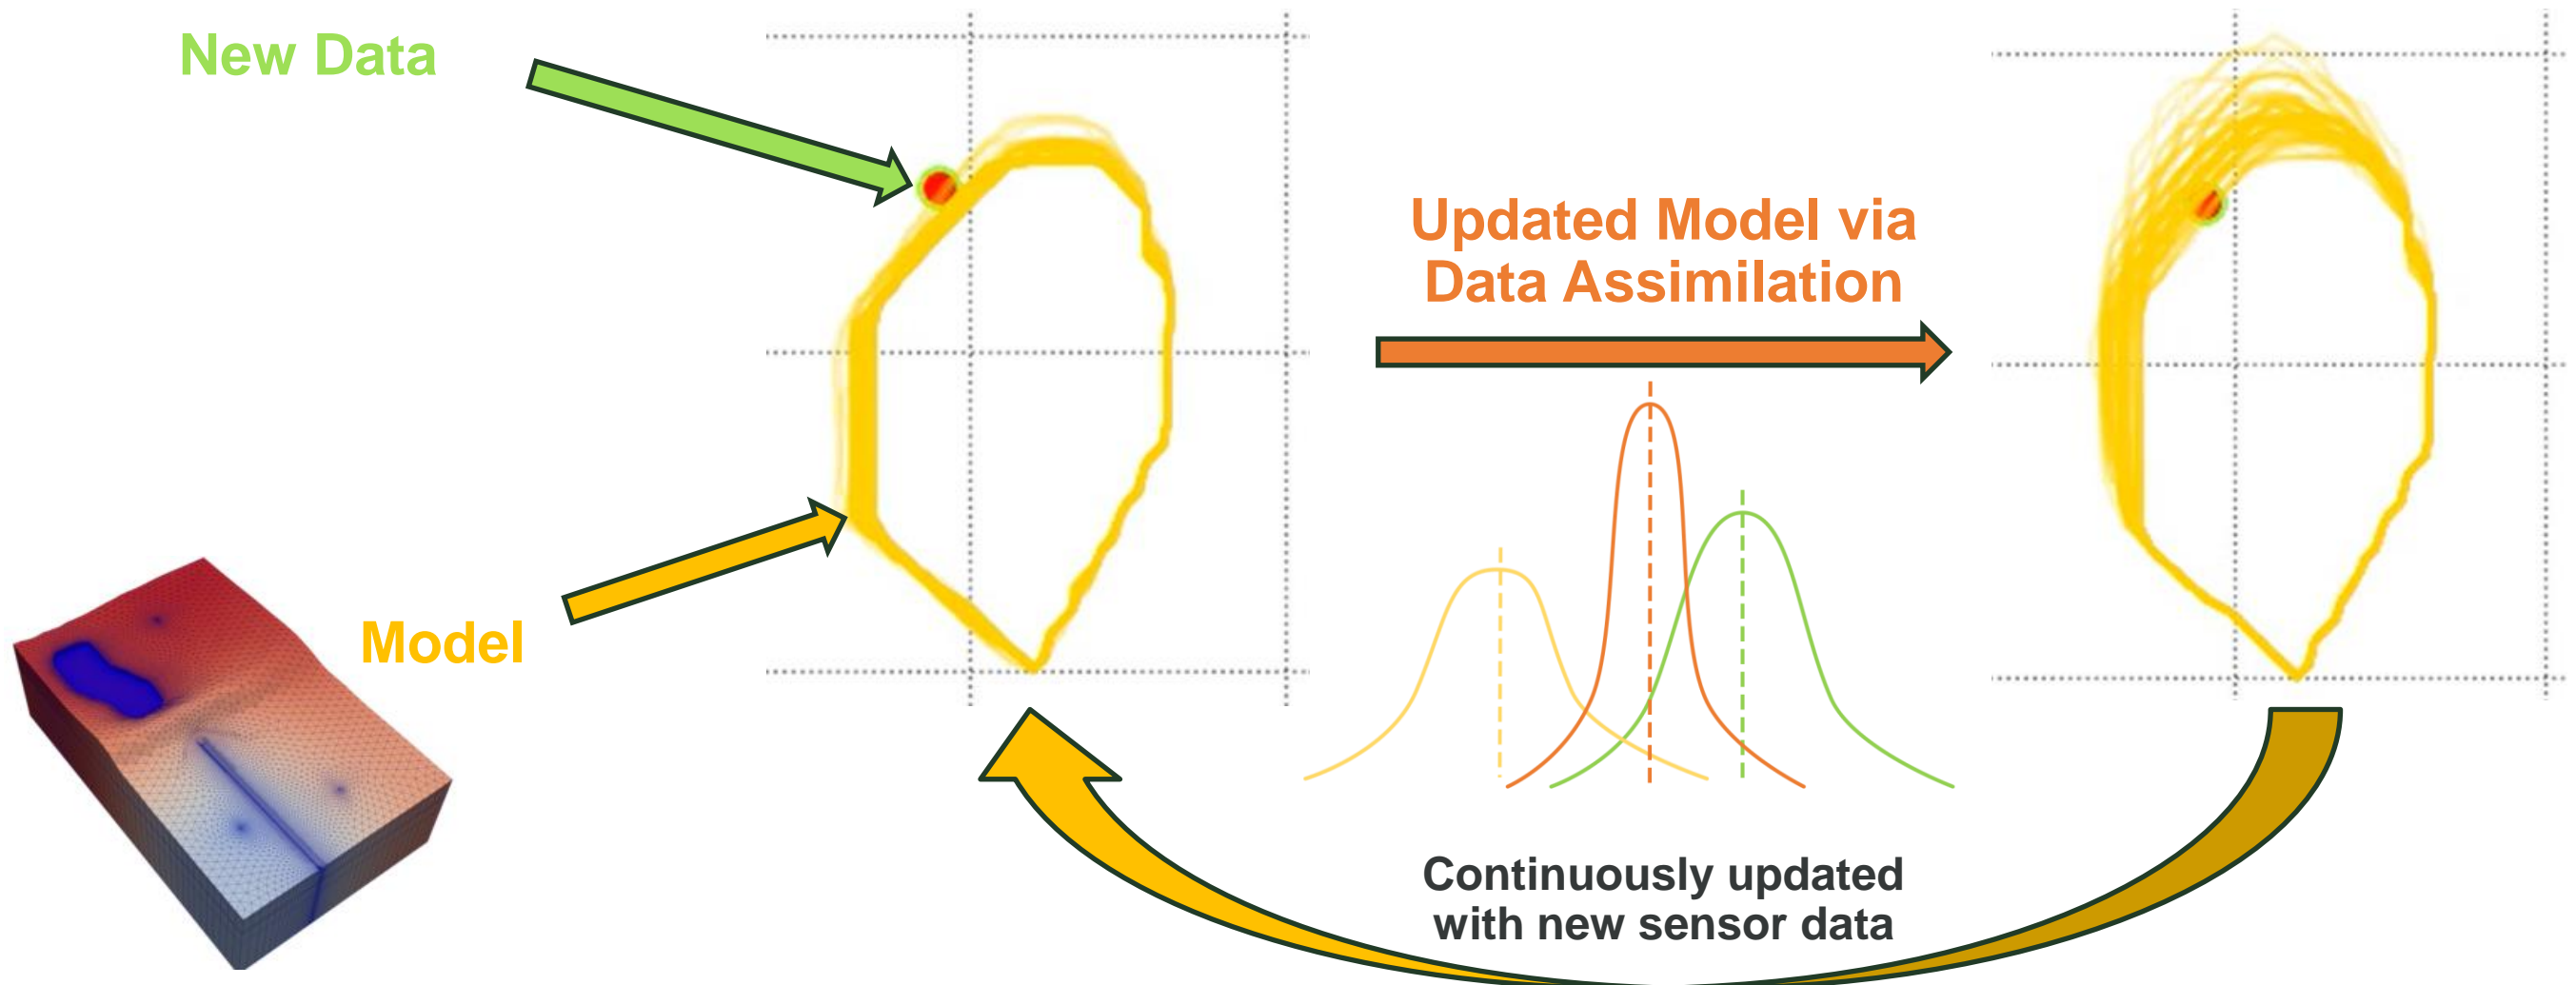 New Data
Updated Model via
Data Assimilation
Model
Continuously updated
with new sensor data